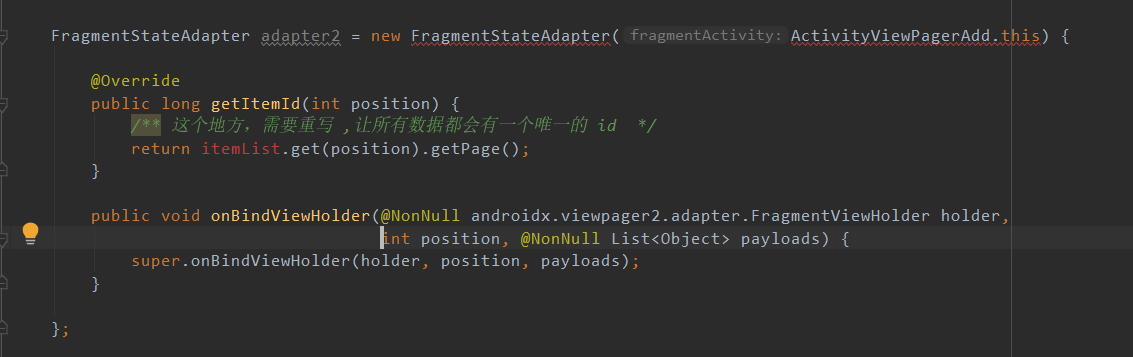 FragmentStateAdapter adapter2 = new FragmentStateAdapter( fragmentActivity: ActivityViewPagerAdd.this) {
@Override
public long getItemId(int position) {
/** 这个地方，需要重写 ,让所有数据都会有一个唯一的 id  */
return itemList.get(position).getPage();
}
public void onBindViewHolder(@NonNull androidx.viewpager2.adapter.FragmentViewHolder holder,
int position, @NonNull List<Object> payloads) {
super.onBindViewHolder(holder, position, payloads);
}
};